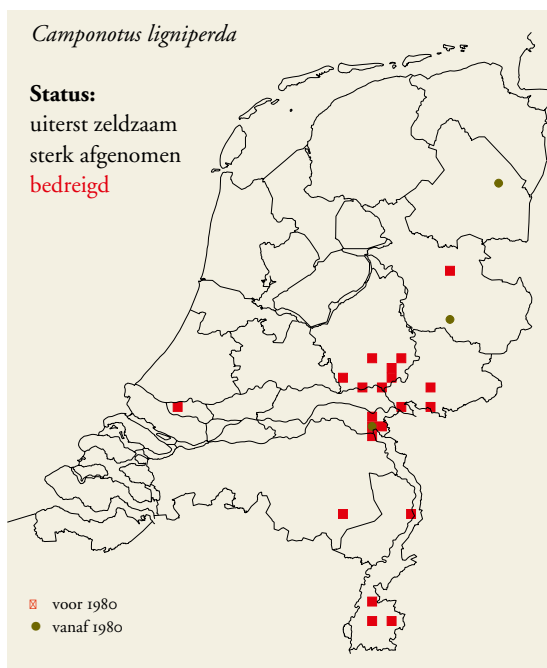 Camponotus ligniperda
Status:
uiterst zeldzaam
sterk afgenomen
bedreigd
voor 1980
vanaf 1980